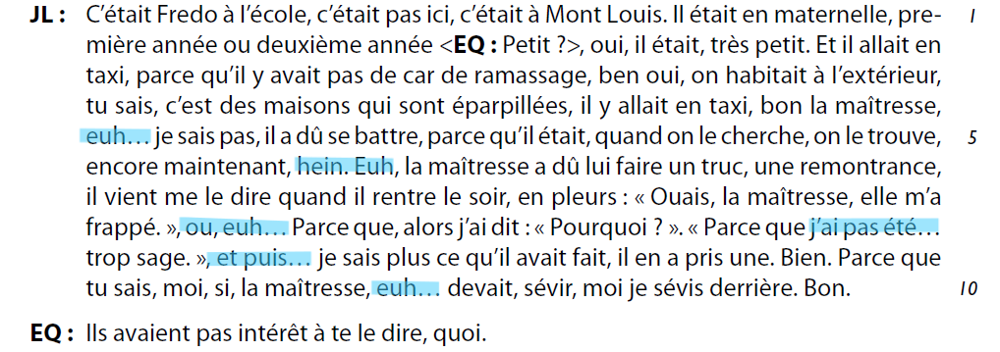 JL : C’était Fredo à l’école, c’était pas ici, c’était à Mont Louis. Il était en maternelle, pre- 1
mière année ou deuxième année <EQ : Petit ?>, oui, il était, très petit. Et il allait en
taxi, parce qu’il y avait pas de car de ramassage, ben oui, on habitait à l’extérieur,
tu sais, c’est des maisons qui sont éparpillées, il y allait en taxi, bon la maîtresse,
euh… je sais pas, il a dû se battre, parce qu’il était, quand on le cherche, on le trouve, 5
encore maintenant, hein. Euh, la maîtresse a dû lui faire un truc, une remontrance,
il vient me le dire quand il rentre le soir, en pleurs : « Ouais, la maîtresse, elle m’a
frappé. », ou, euh… Parce que, alors j’ai dit : « Pourquoi ? ». « Parce que j’ai pas été…
trop sage. », et puis… je sais plus ce qu’il avait fait, il en a pris une. Bien. Parce que
tu sais, moi, si, la maîtresse, euh… devait, sévir, moi je sévis derrière. Bon. 10
EQ : Ils avaient pas intérêt à te le dire, quoi.